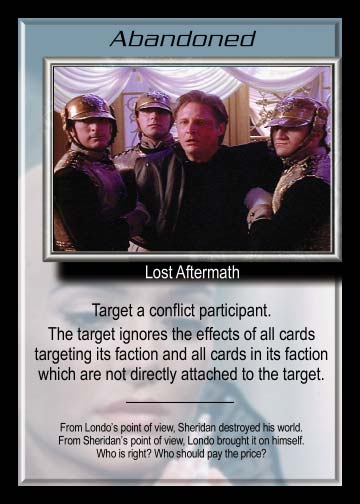 Abandoned
Lost Aftermath
Target a conflict participant.
The target ignores the effects of all cards
targeting its faction and all cards in its faction
which are not directly attached to the target.
From Londo's point of view, Sheridan destroyed his world.
From Sheridan's point of view, Londo brought it on himself.
Who is right? Who should pay the price?